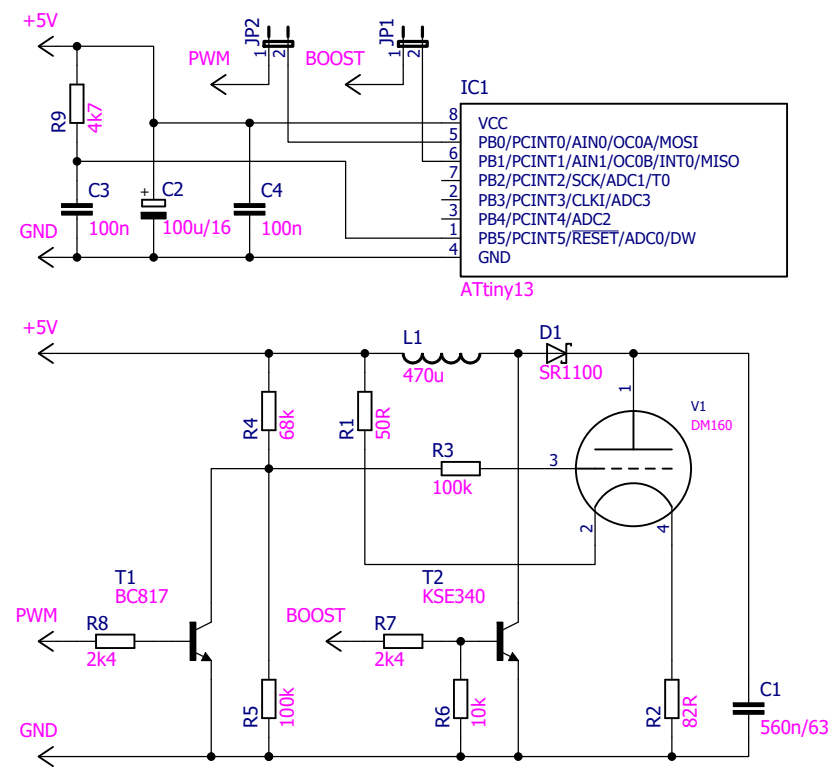 +5V
JP2
1
2
PWM
JP1
1
2
BOOST
R9
4k7
C3
100n
+
C2
100u/16
C4
100n
GND
IC1
8 VCC
5 PB0/PCINT0/AIN0/OC0A/MOSI
6 PB1/PCINT1/AIN1/OC0B/INT0/MISO
7 PB2/PCINT2/SCK/ADC1/T0
2 PB3/PCINT3/CLKI/ADC3
3 PB4/PCINT4/ADC2
1 PB5/PCINT5/RESET/ADC0/DW
4 GND
ATtiny13
+5V
L1
470u
D1
SR1100
R4
68k
R1
50R
R3
100k
1
V1
DM160
3
2
4
T1
BC817
PWM
R8
2k4
T2
KSE340
BOOST
R7
2k4
R5
100k
R6
10k
R2
82R
C1
560n/63
GND